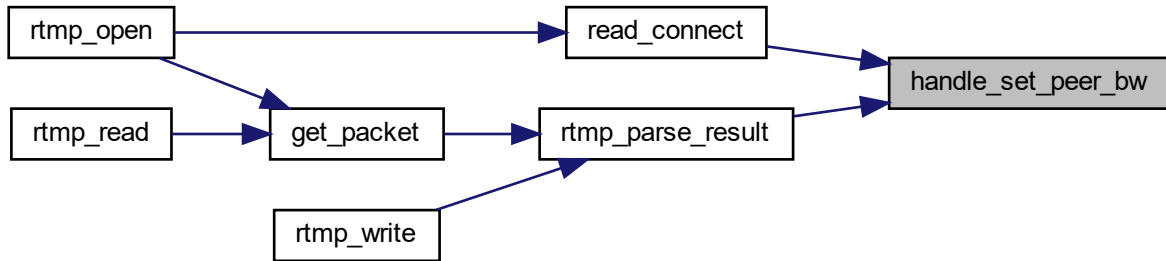 rtmp_open
read_connect
handle_set_peer_bw
rtmp_read
get_packet
rtmp_parse_result
rtmp_write